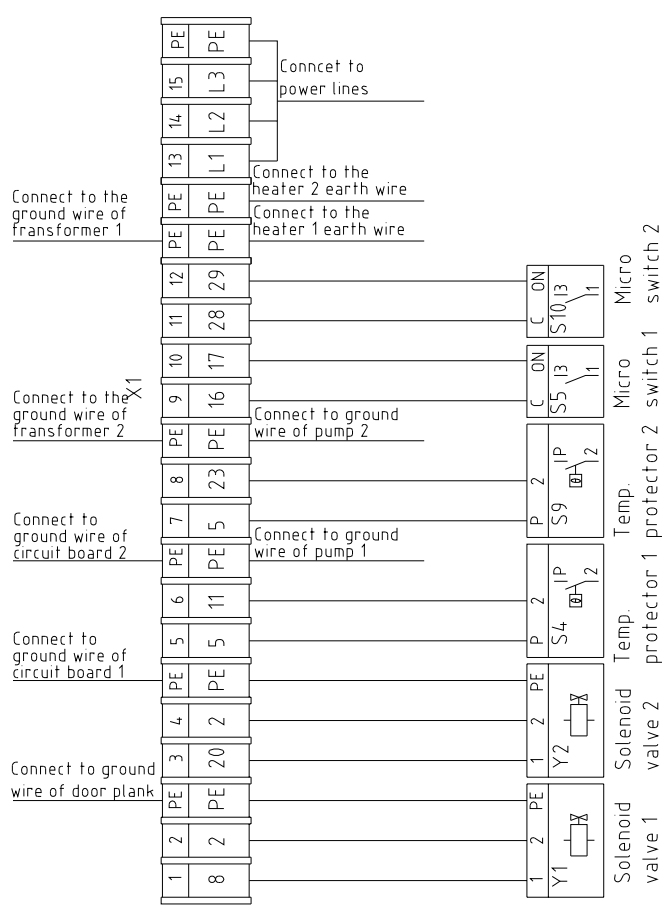 PE PE
15 L3
14 L2
13 L1
PE PE
PE PE
12 29
11 28
10 17
9 16
PE PE
8 23
7 5
PE PE
6 11
5 5
PE PE
4 2
3 20
PE PE
2 2
1 8
X1
Conncet to
power lines
Connect to the
heater 2 earth wire
Connect to the
heater 1 earth wire
Connect to the
ground wire of
fransformer 1
Connect to the
ground wire of
fransformer 2
Connect to ground
wire of pump 2
Connect to
ground wire of
circuit board 2
Connect to ground
wire of pump 1
Connect to
ground wire of
circuit board 1
Connect to ground
wire of door plank
C ON
S10 13 11
Micro
switch 2
C ON
S5 13 11
Micro
switch 1
P 2
S9 1P 12
θ
Temp.
protector 2
P 2
S4 1P 12
θ
Temp.
protector 1
1 2 PE
Y2
Solenoid
valve 2
1 2 PE
Y1
Solenoid
valve 1